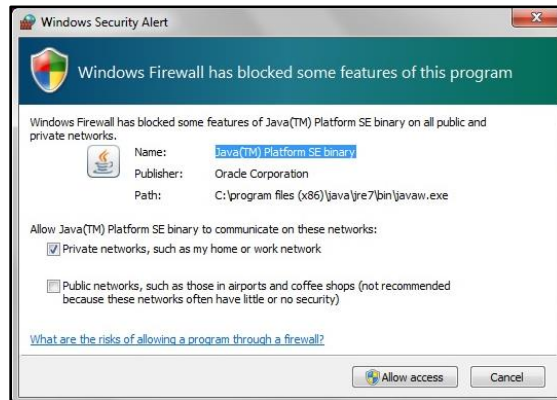 Windows Security Alert
Windows Firewall has blocked some features of this program
Windows Firewall has blocked some features of Java(TM) Platform SE binary on all public and
private networks.
Name: Java(TM) Platform SE binary
Publisher: Oracle Corporation
Path: C:\program files (x86)\java\jre7\bin\javaw.exe
Allow Java(TM) Platform SE binary to communicate on these networks:
Private networks, such as my home or work network
Public networks, such as those in airports and coffee shops (not recommended
because these networks often have little or no security)
What are the risks of allowing a program through a firewall?
Allow access Cancel